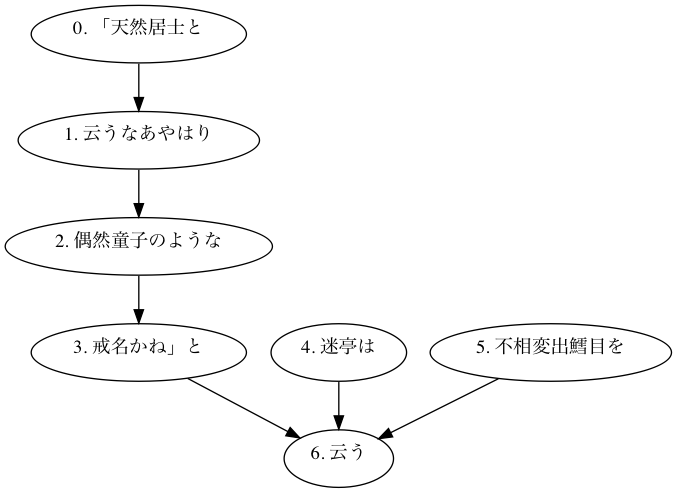 0. 「天然居士と
1. 云うなあやはり
2. 偶然童子のような
3. 戒名かね」と
4. 迷亭は
5. 不相変出鱈目を
6. 云う